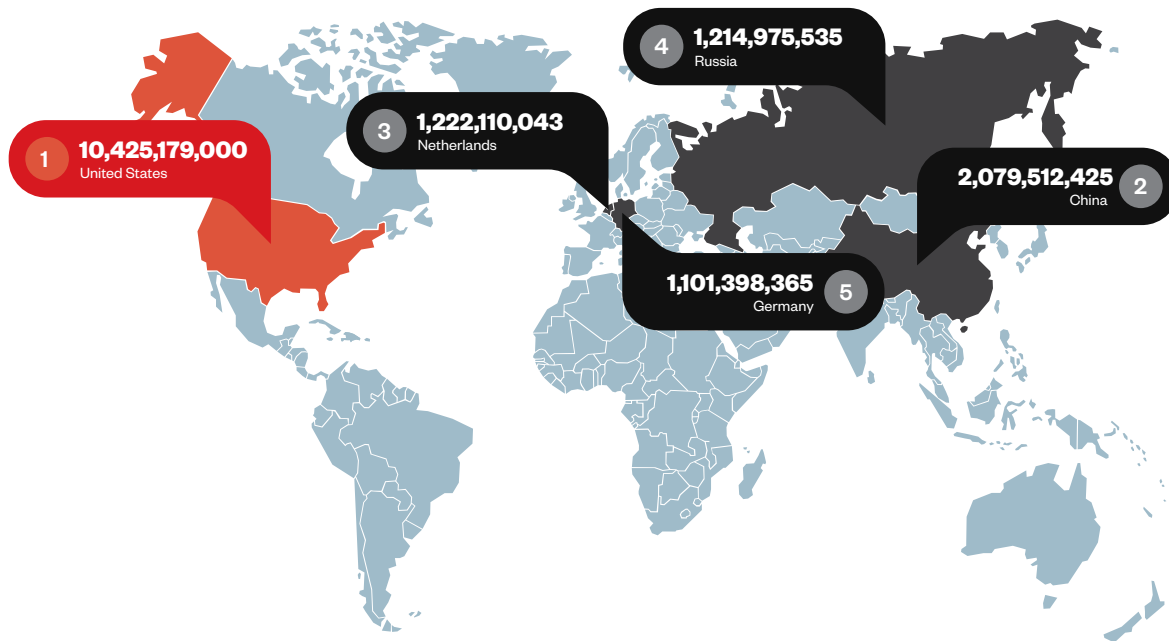 4
1,214,975,535
Russia
3
1,222,110,043
Netherlands
1
10,425,179,000
United States
2,079,512,425
2
China
1,101,398,365
5
Germany